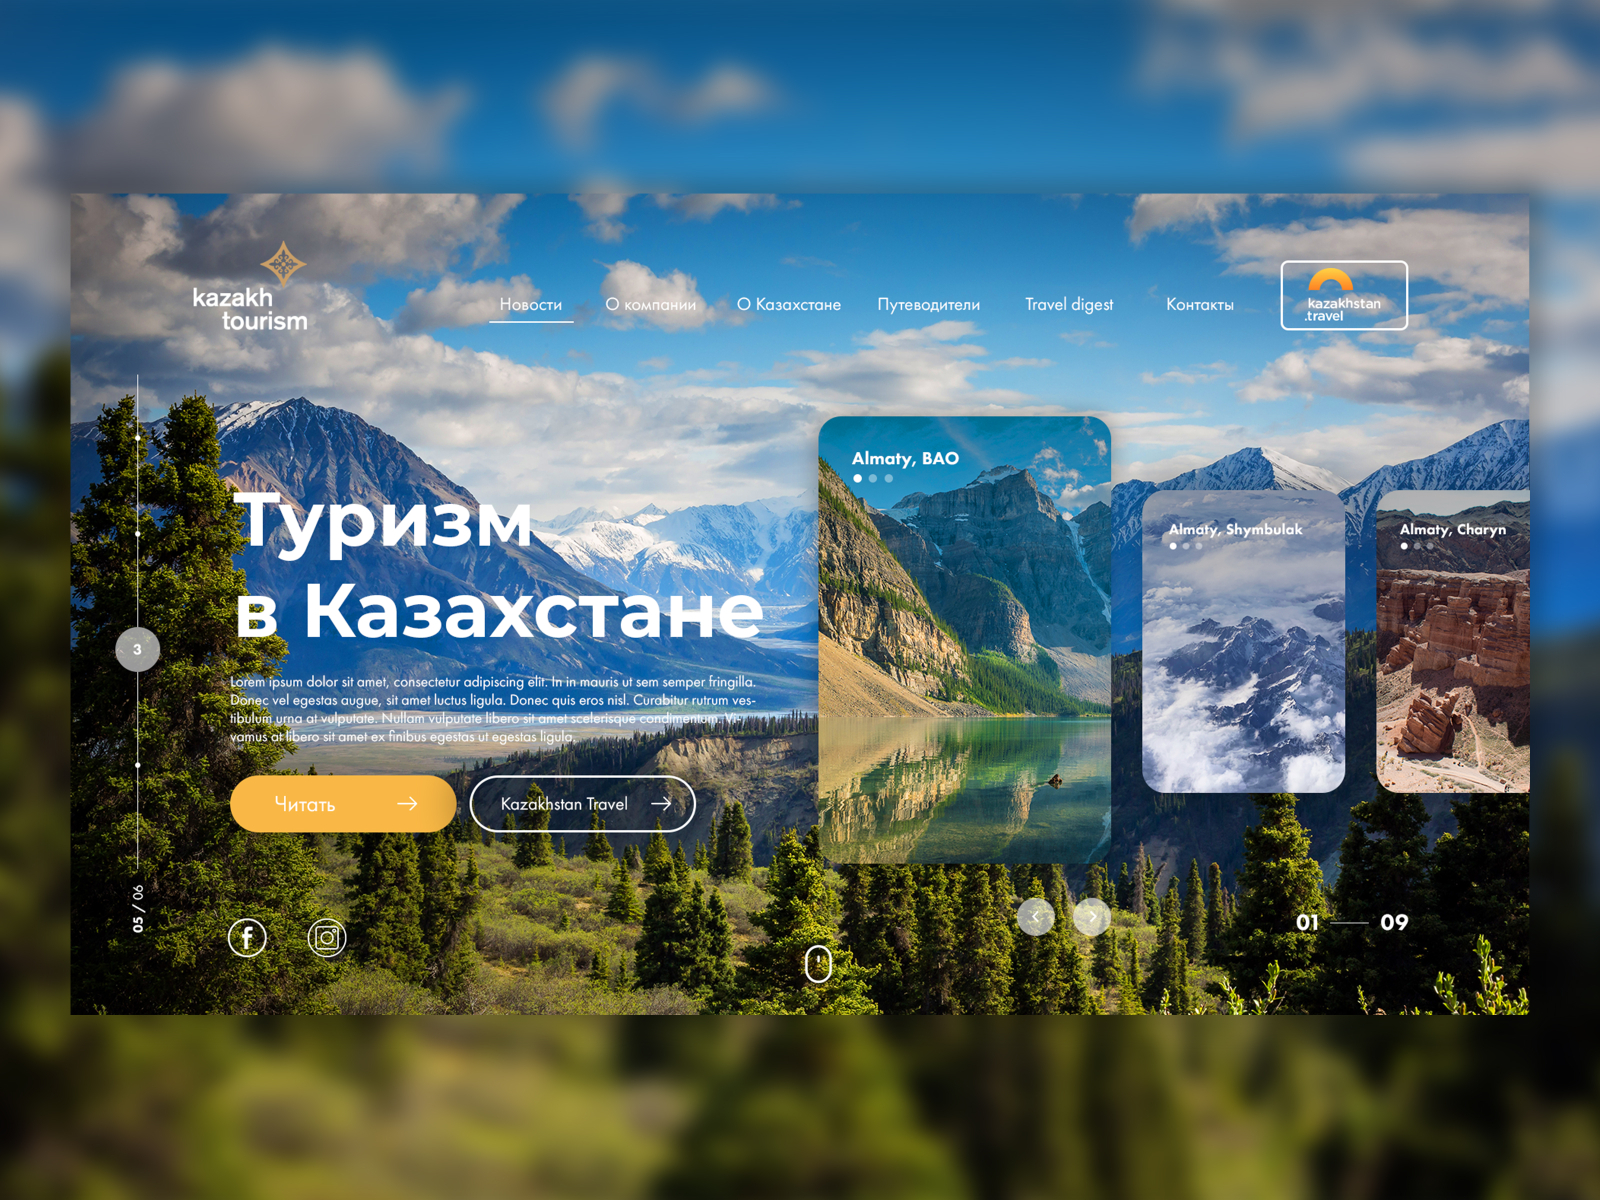 kazakh
tourism
Новости
О компании
О Казахстане
Путеводители
Travel digest
Контакты
kazakhstan
.travel
Туризм
в Казахстане
Lorem ipsum dolor sit amet, consectetur adipiscing elit. In in mauris ut sem semper fringilla.
Donec vel egestas augue, sit amet luctus ligula. Donec quis eros nisl. Curabitur rutrum ves-
tibulum urna at vulputate. Nullam vulputate libero sit amet scelerisque condimentum. Vi-
vamus at libero sit amet ex finibus egestas ut egestas ligula.
Читать
Kazakhstan Travel
3
05 / 06
Almaty, BAO
Almaty, Shymbulak
Almaty, Charyn
01
09